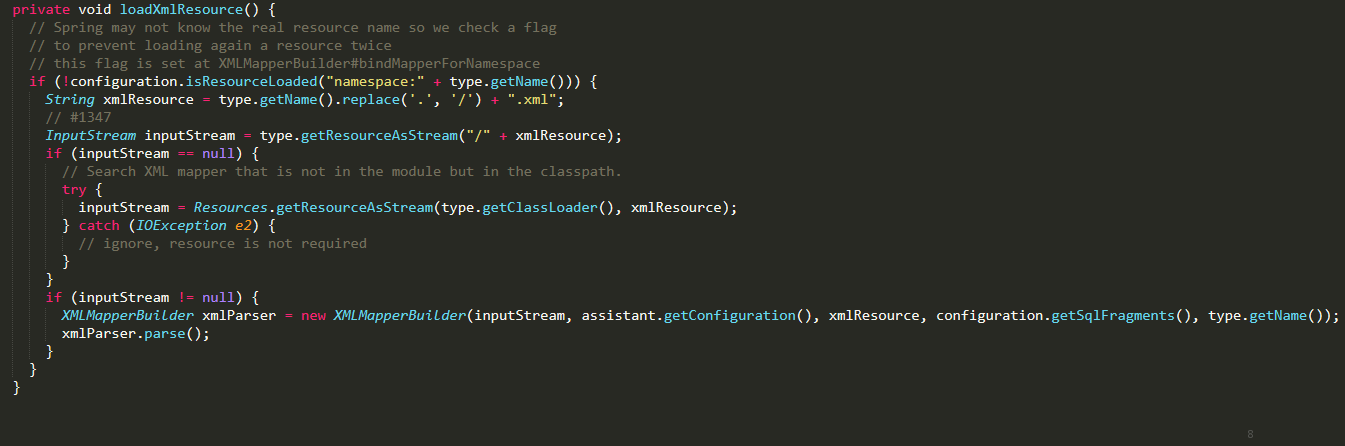 private void loadXmlResource() {
// Spring may not know the real resource name so we check a flag
// to prevent loading again a resource twice
// this flag is set at XMLMapperBuilder#bindMapperForNamespace
if (!configuration.isResourceLoaded("namespace:" + type.getName())) {
String xmlResource = type.getName().replace('.', '/') + ".xml";
// #1347
InputStream inputStream = type.getResourceAsStream("/" + xmlResource);
if (inputStream == null) {
// Search XML mapper that is not in the module but in the classpath.
try {
inputStream = Resources.getResourceAsStream(type.getClassLoader(), xmlResource);
} catch (IOException e2) {
// ignore, resource is not required
}
}
if (inputStream != null) {
XMLMapperBuilder xmlParser = new XMLMapperBuilder(inputStream, assistant.getConfiguration(), xmlResource, configuration.getSqlFragments(), type.getName());
xmlParser.parse();
}
}
}
8